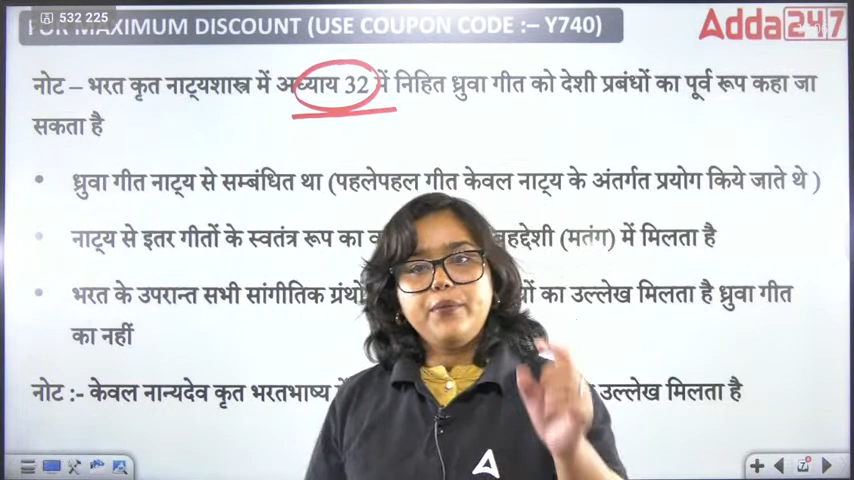 532 225
FOR MAXIMUM DISCOUNT (USE COUPON CODE :– Y740)
Adda247
नोट – भरत कृत नाट्यशास्त्र में अध्याय 32 में निहित ध्रुवा गीत को देशी प्रबंधों का पूर्व रूप कहा जा
सकता है
• ध्रुवा गीत नाट्य से सम्बंधित था (पहलेपहल गीत केवल नाट्य के अंतर्गत प्रयोग किये जाते थे )
• नाट्य से इतर गीतों के स्वतंत्र रूप का बृहद्देशी (मतंग) में मिलता है
• भरत के उपरान्त सभी सांगीतिक ग्रंथों का उल्लेख मिलता है ध्रुवा गीत
का नहीं
नोट :- केवल नान्यदेव कृत भरतभाष्य में उल्लेख मिलता है